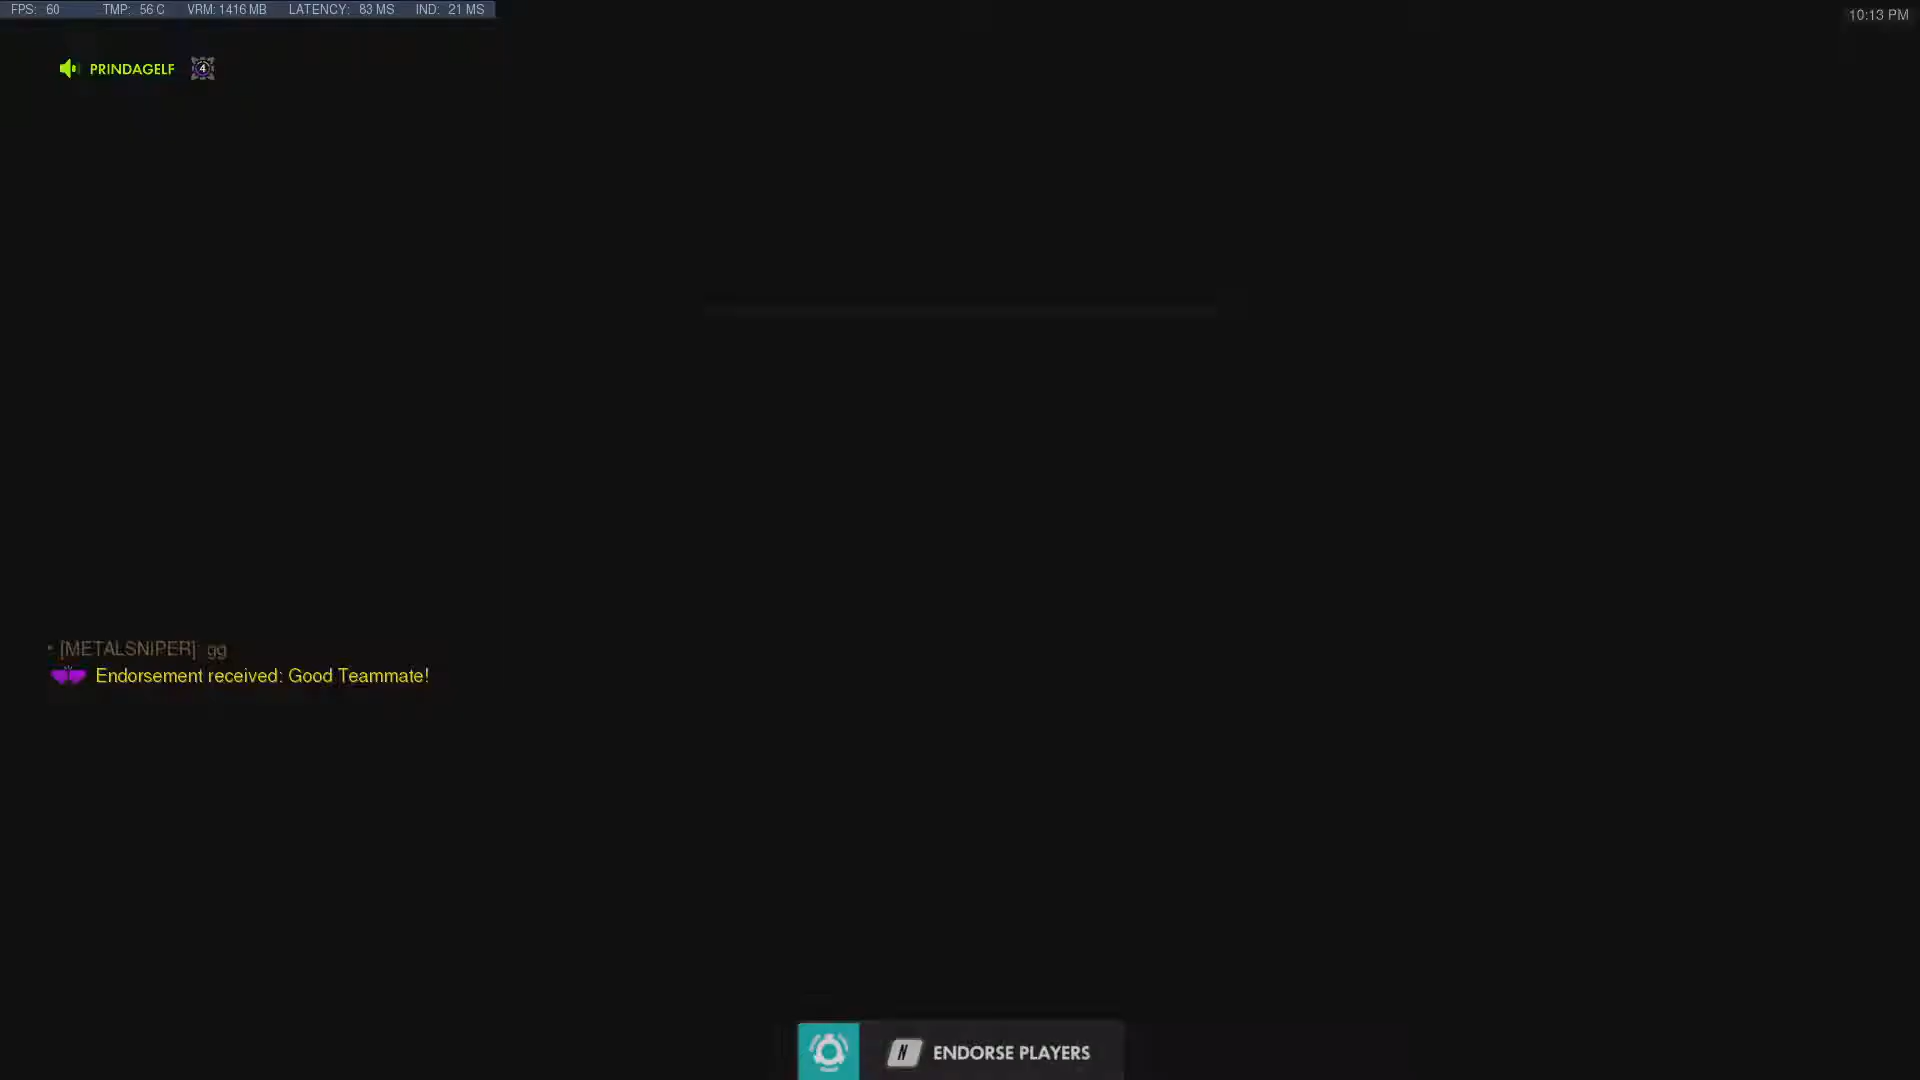 FPS: 60 TMP: 56 C VRM: 1416 MB LATENCY: 83 MS IND: 21 MS
10:13 PM
PRINDAGELF 4
[METALSNIPER]: gg
Endorsement received: Good Teammate!
N ENDORSE PLAYERS